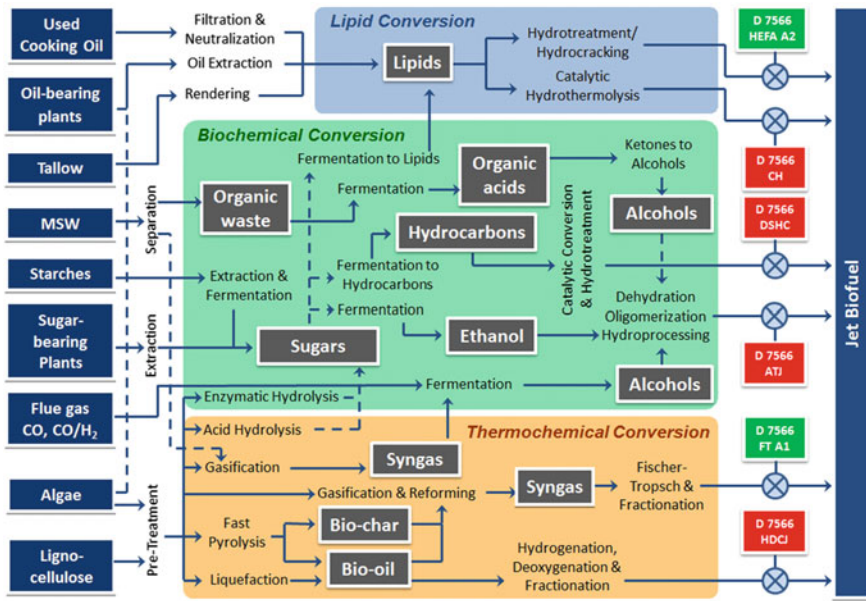 Used
Cooking Oil
Oil-bearing
plants
Tallow
MSW
Starches
Sugar-
bearing
Plants
Flue gas
CO, CO/H₂
Algae
Ligno-
cellulose
Filtration &
Neutralization
Oil Extraction
Rendering
Separation
Extraction
Pre-Treatment
Lipid Conversion
Lipids
Hydrotreatment/
Hydrocracking
Catalytic
Hydrothermolysis
Biochemical Conversion
Fermentation to Lipids
Organic
waste
Fermentation
Organic
acids
Ketones to
Alcohols
Alcohols
Hydrocarbons
Fermentation to
Hydrocarbons
Catalytic Conversion
& Hydrotreatment
Extraction &
Fermentation
Fermentation
Sugars
Ethanol
Dehydration
Oligomerization
Hydroprocessing
Enzymatic Hydrolysis
Fermentation
Alcohols
Acid Hydrolysis
Thermochemical Conversion
Gasification
Syngas
Gasification & Reforming
Syngas
Fischer-
Tropsch &
Fractionation
Fast
Pyrolysis
Bio-char
Bio-oil
Liquefaction
Hydrogenation,
Deoxygenation &
Fractionation
D 7566
HEFA A2
D 7566
CH
D 7566
DSHC
D 7566
ATJ
D 7566
FT A1
D 7566
HDCJ
Jet Biofuel